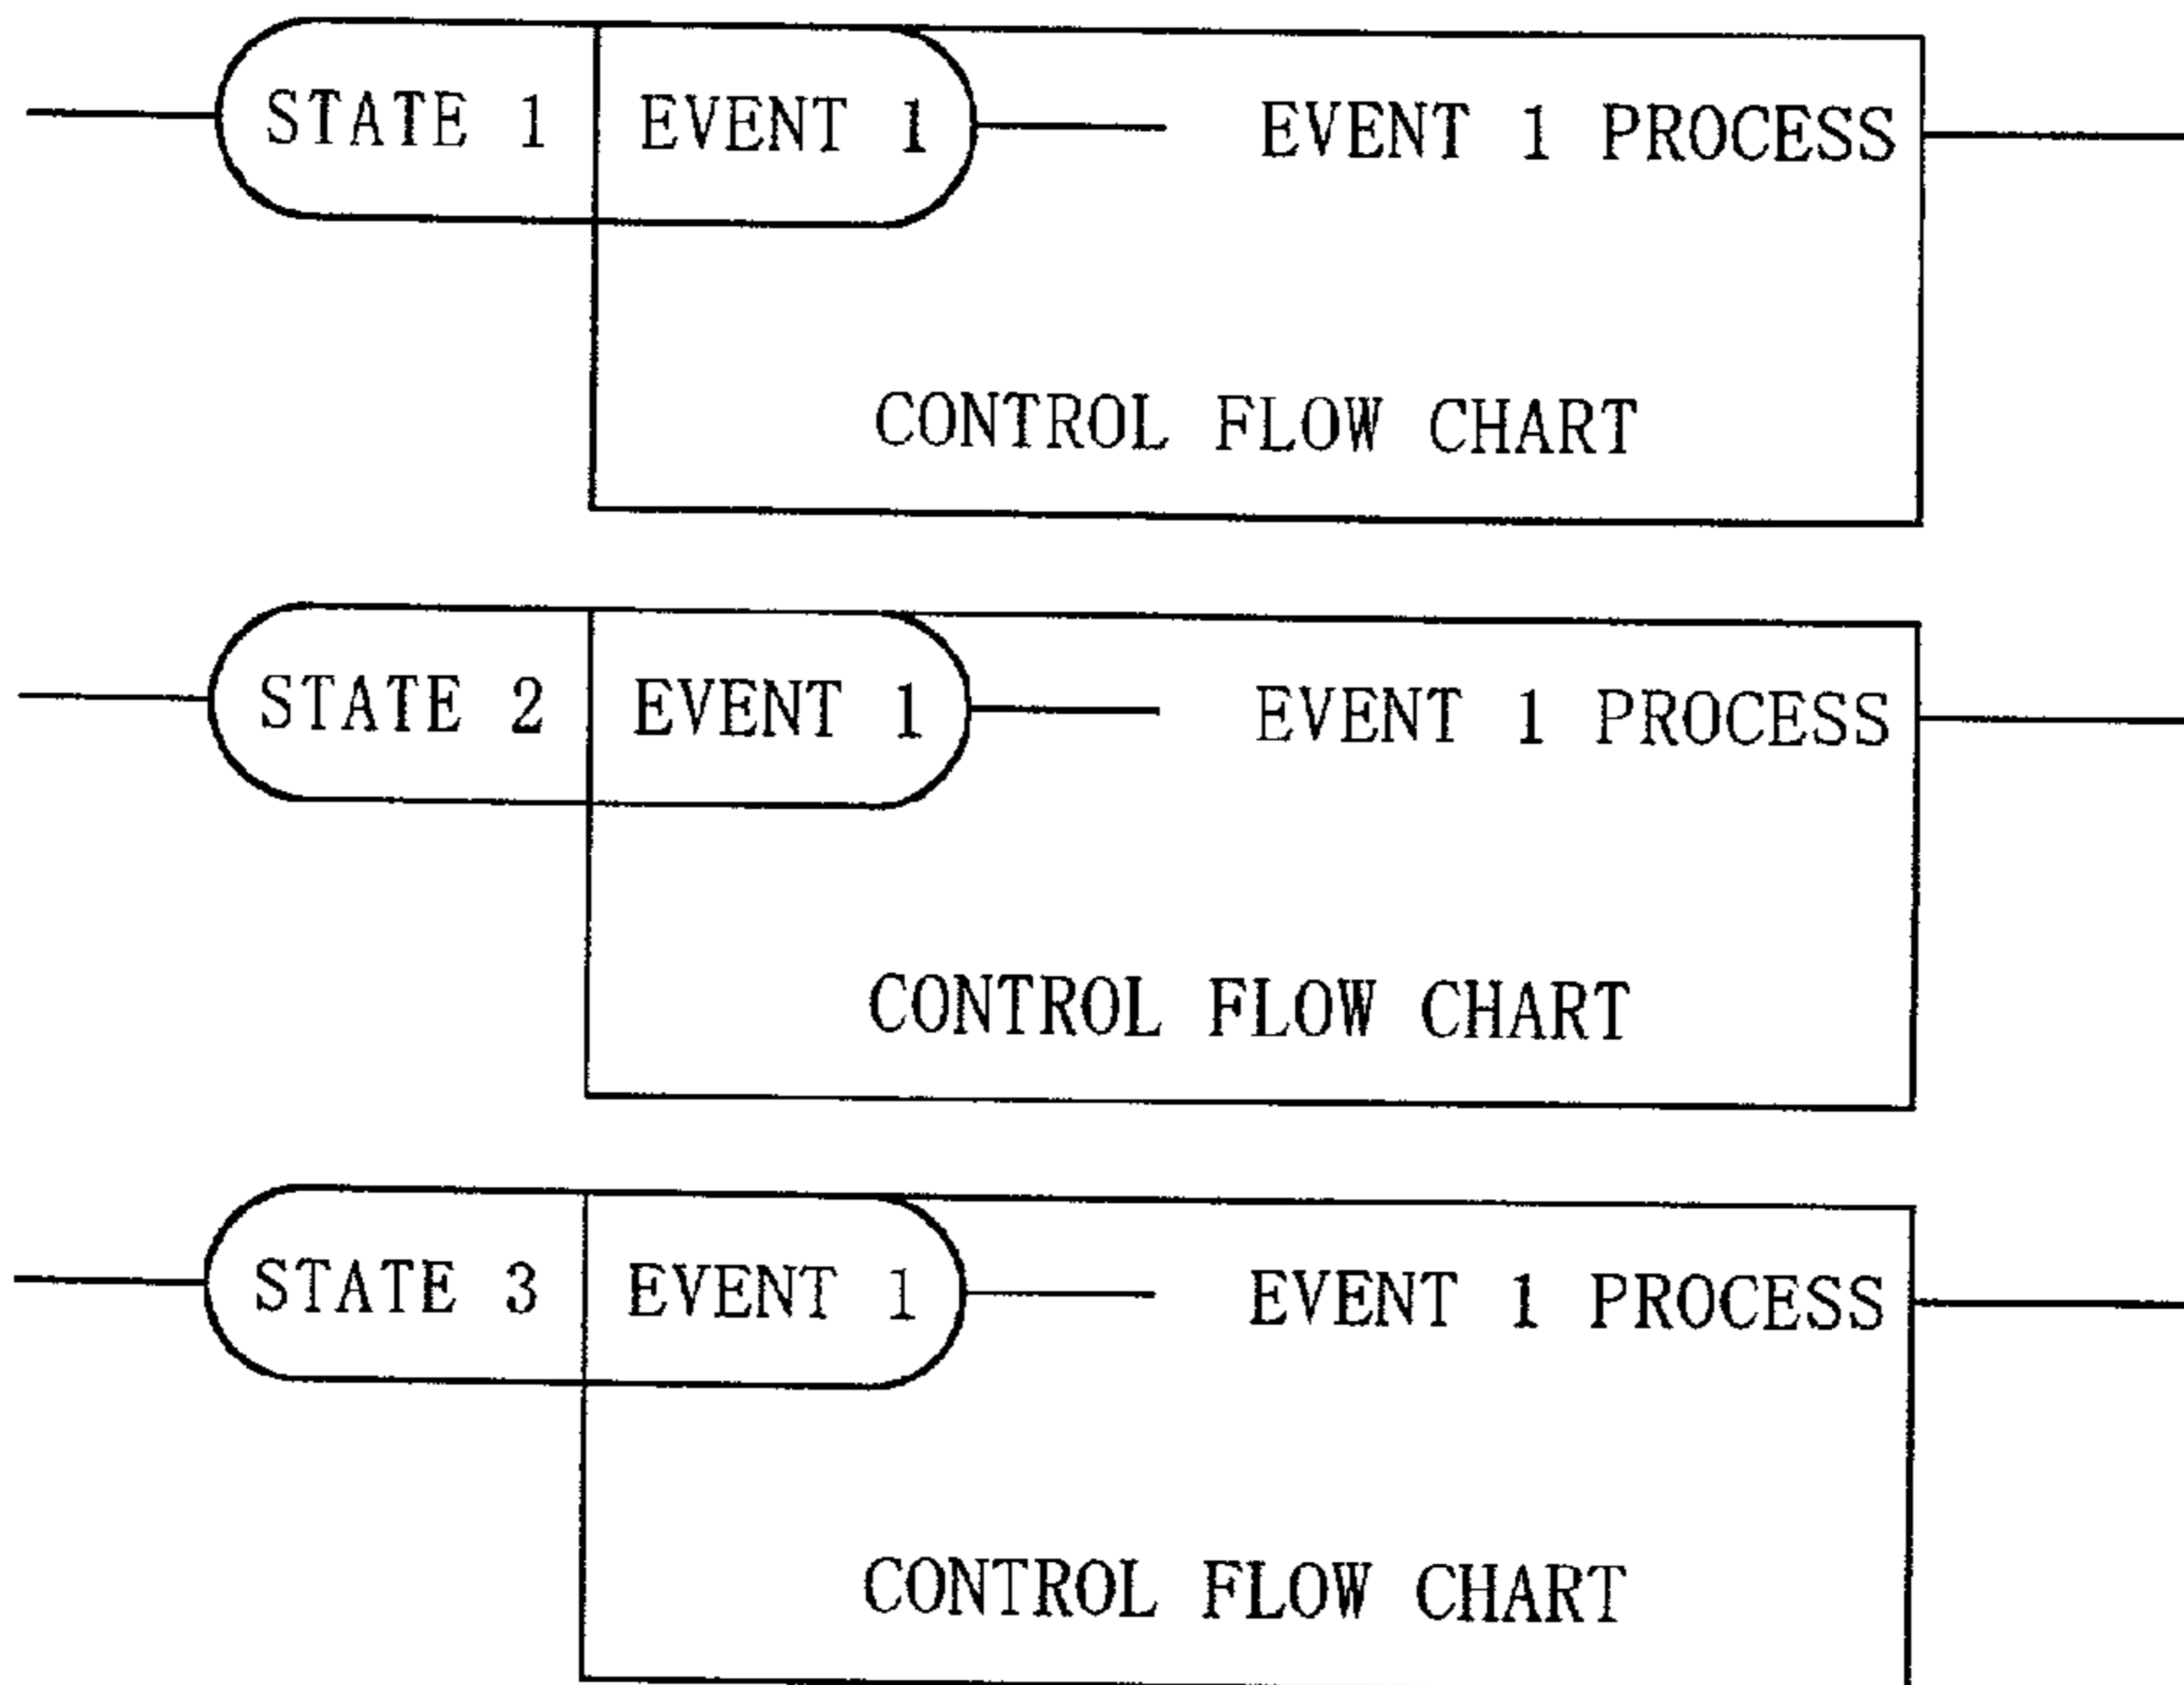 STATE 1 EVENT 1 EVENT 1 PROCESS
CONTROL FLOW CHART
STATE 2 EVENT 1 EVENT 1 PROCESS
CONTROL FLOW CHART
STATE 3 EVENT 1 EVENT 1 PROCESS
CONTROL FLOW CHART